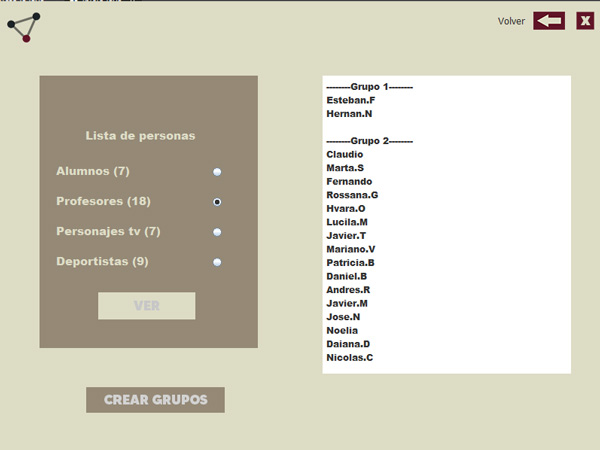 Volver
X
Lista de personas
Alumnos (7)
Profesores (18)
Personajes tv (7)
Deportistas (9)
VER
CREAR GRUPOS
--------Grupo 1--------
Esteban.F
Hernan.N
--------Grupo 2--------
Claudio
Marta.S
Fernando
Rossana.G
Hvara.O
Lucila.M
Javier.T
Mariano.V
Patricia.B
Daniel.B
Andres.R
Javier.M
Jose.N
Noelia
Daiana.D
Nicolas.C